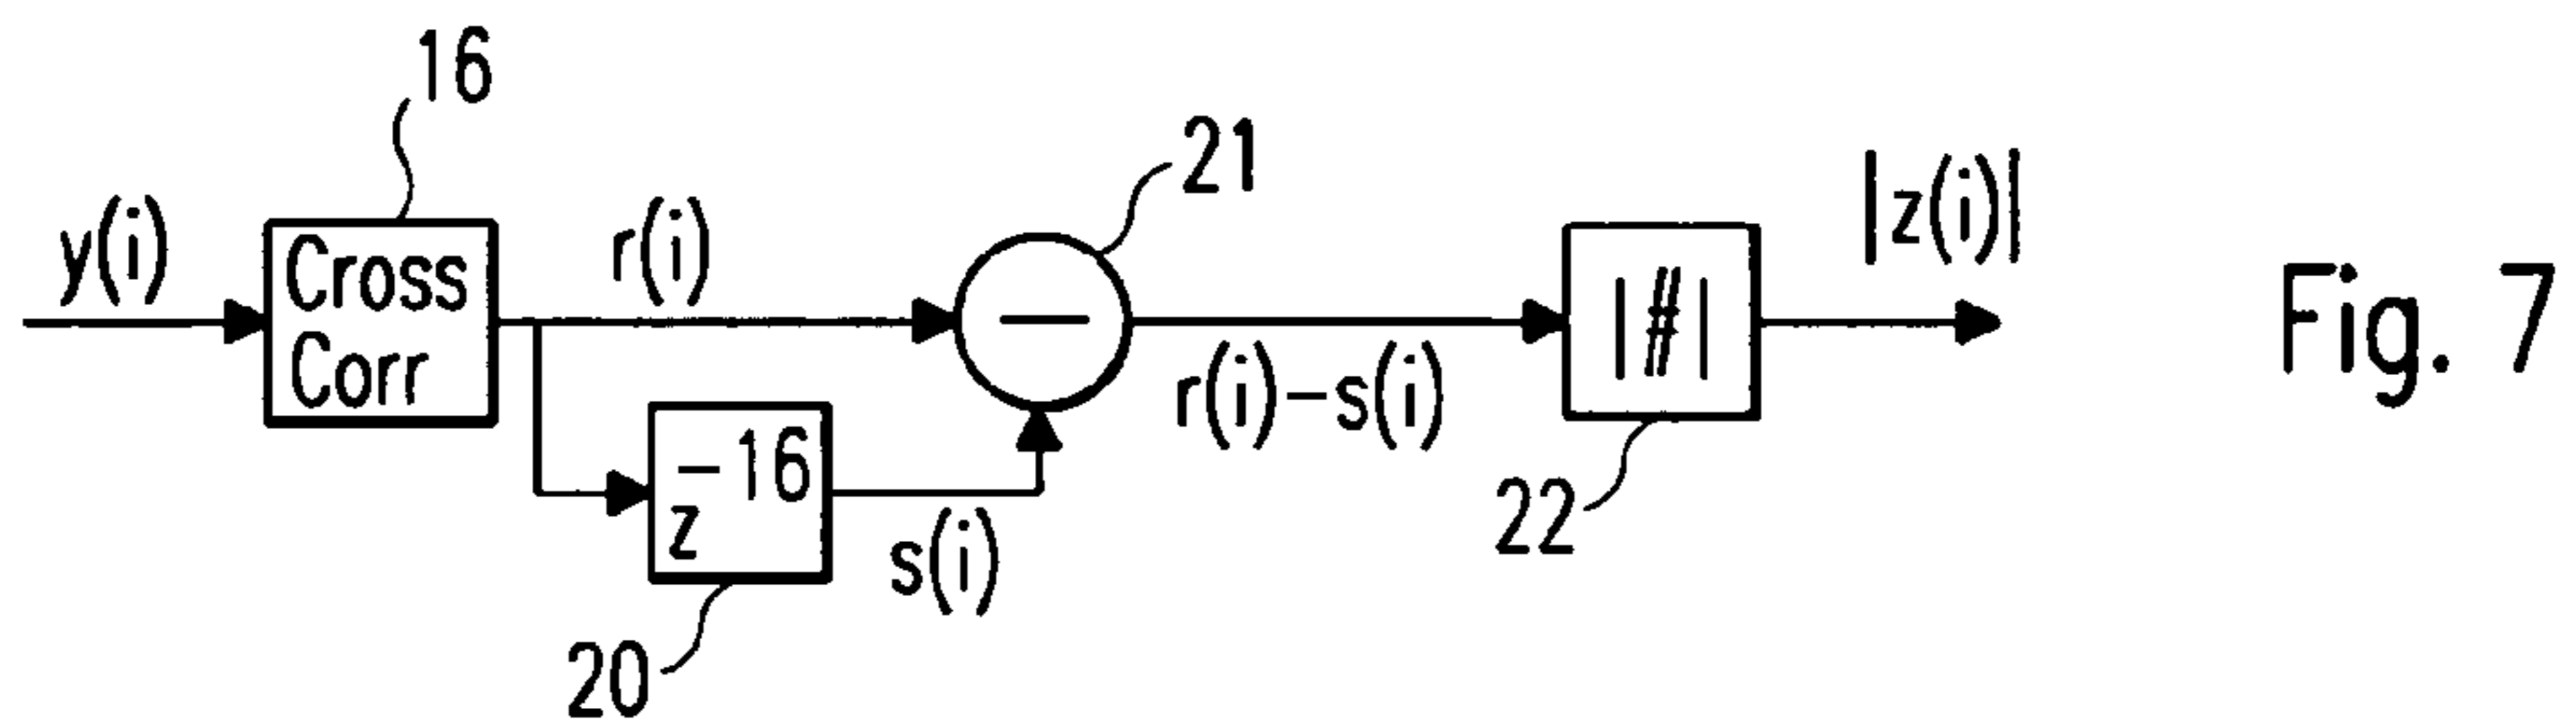 16
21
y(i)
Cross
Corr
r(i)
|z(i)|
|#|
Fig. 7
r(i)–s(i)
z⁻¹⁶
s(i)
22
20